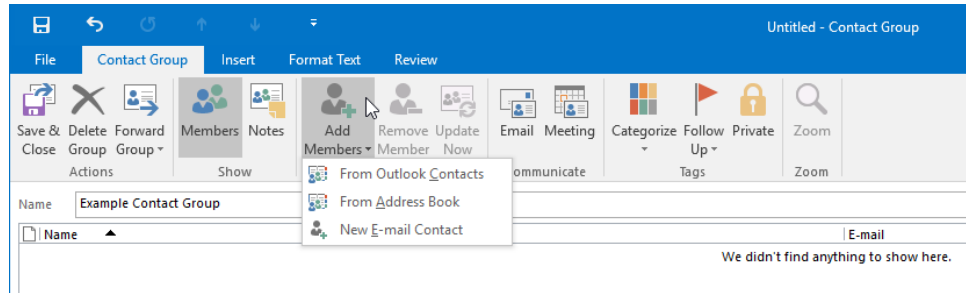 Untitled - Contact Group
File Contact Group Insert Format Text Review
Save & Delete Forward Members Notes Add Remove Update Email Meeting Categorize Follow Private Zoom
Close Group Group Members Member Now Up
Actions Show ommunicate Tags Zoom
From Outlook Contacts
From Address Book
New E-mail Contact
Name Example Contact Group
Name E-mail
We didn't find anything to show here.